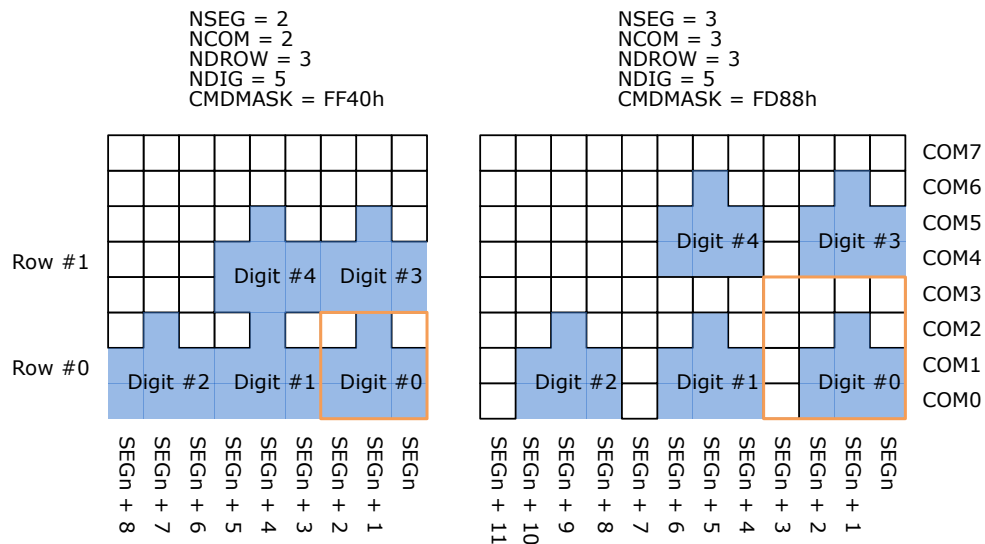 NSEG = 2
NCOM = 2
NDROW = 3
NDIG = 5
CMDMASK = FF40h
NSEG = 3
NCOM = 3
NDROW = 3
NDIG = 5
CMDMASK = FD88h
COM7
COM6
COM5
COM4
COM3
COM2
COM1
COM0
Row #1
Row #0
Digit #4
Digit #3
Digit #2
Digit #1
Digit #0
Digit #4
Digit #3
Digit #2
Digit #1
Digit #0
SEGn + 8
SEGn + 7
SEGn + 6
SEGn + 5
SEGn + 4
SEGn + 3
SEGn + 2
SEGn + 1
SEGn
SEGn + 11
SEGn + 10
SEGn + 9
SEGn + 8
SEGn + 7
SEGn + 6
SEGn + 5
SEGn + 4
SEGn + 3
SEGn + 2
SEGn + 1
SEGn